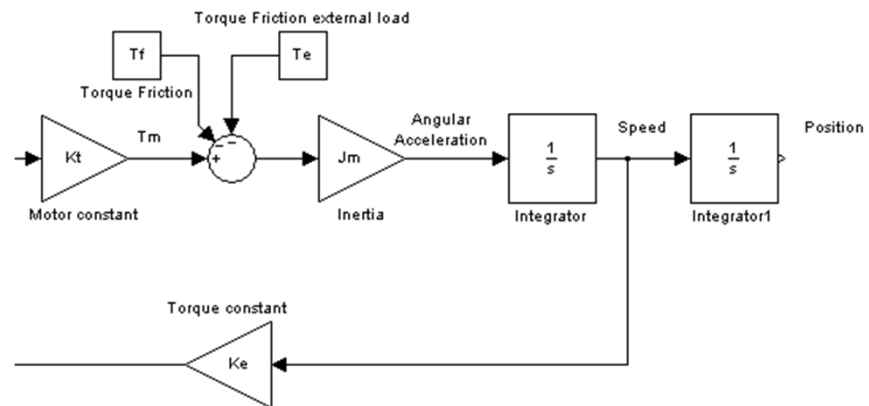 Torque Friction external load
Tf
Te
Torque Friction
Kt
Tm
Jm
Angular
Acceleration
1
s
Speed
1
s
Position
Motor constant
Inertia
Integrator
Integrator1
Torque constant
Ke